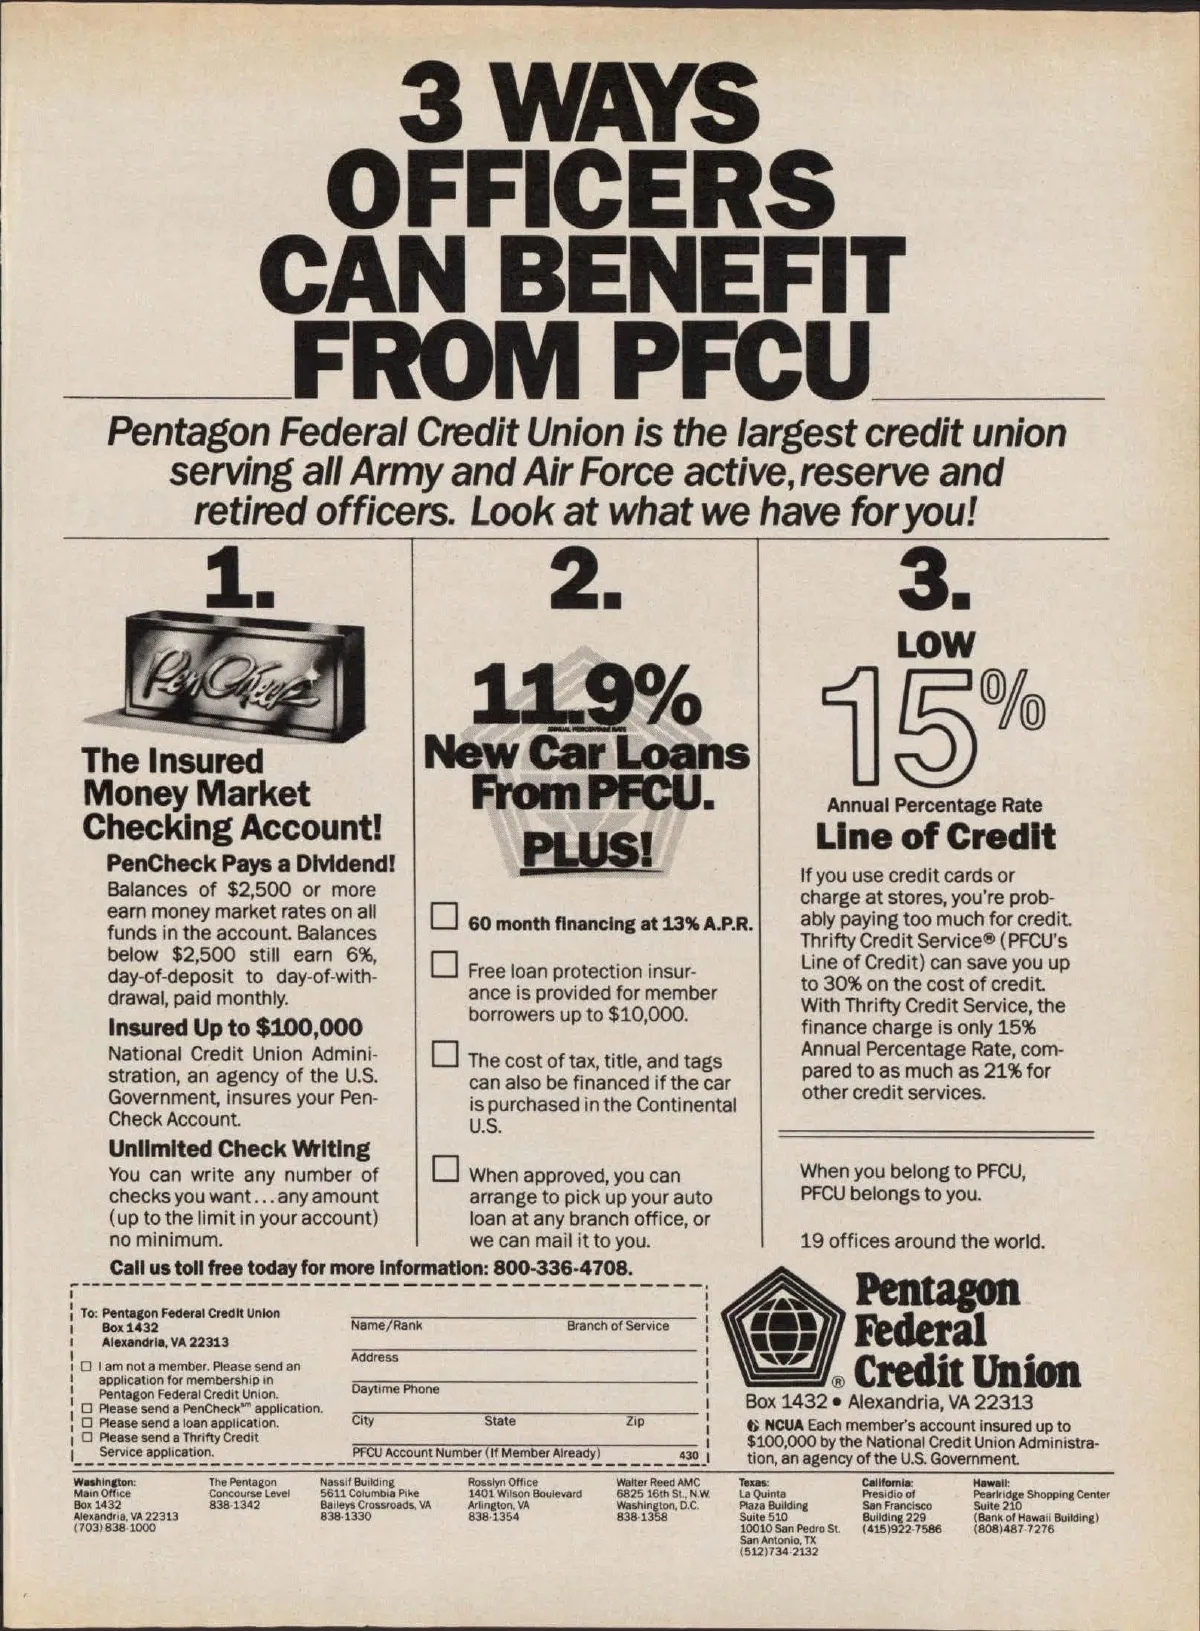 3 WAYS
OFFICERS
CAN BENEFIT
FROM PFCU
Pentagon Federal Credit Union is the largest credit union
serving all Army and Air Force active, reserve and
retired officers. Look at what we have for you!
1.
PenCheck
The Insured
Money Market
Checking Account!
PenCheck Pays a Dividend!
Balances of $2,500 or more
earn money market rates on all
funds in the account. Balances
below $2,500 still earn 6%,
day-of-deposit to day-of-with-
drawal, paid monthly.
Insured Up to $100,000
National Credit Union Admini-
stration, an agency of the U.S.
Government, insures your Pen-
Check Account.
Unlimited Check Writing
You can write any number of
checks you want...any amount
(up to the limit in your account)
no minimum.
2.
11.9%
ANNUAL PERCENTAGE RATE
New Car Loans
From PFCU.
PLUS!
60 month financing at 13% A.P.R.
Free loan protection insur-
ance is provided for member
borrowers up to $10,000.
The cost of tax, title, and tags
can also be financed if the car
is purchased in the Continental
U.S.
When approved, you can
arrange to pick up your auto
loan at any branch office, or
we can mail it to you.
3.
LOW
15%
Annual Percentage Rate
Line of Credit
If you use credit cards or
charge at stores, you're prob-
ably paying too much for credit.
Thrifty Credit Service® (PFCU's
Line of Credit) can save you up
to 30% on the cost of credit.
With Thrifty Credit Service, the
finance charge is only 15%
Annual Percentage Rate, com-
pared to as much as 21% for
other credit services.
When you belong to PFCU,
PFCU belongs to you.
19 offices around the world.
Call us toll free today for more information: 800-336-4708.
To: Pentagon Federal Credit Union
Box 1432
Alexandria, VA 22313
I am not a member. Please send an
application for membership in
Pentagon Federal Credit Union.
Please send a PenCheck℠ application.
Please send a loan application.
Please send a Thrifty Credit
Service application.
Name/Rank Branch of Service
Address
Daytime Phone
City State Zip
PFCU Account Number (If Member Already) 430
®
Pentagon
Federal
Credit Union
Box 1432 • Alexandria, VA 22313
NCUA Each member's account insured up to
$100,000 by the National Credit Union Administra-
tion, an agency of the U.S. Government.
Washington:
Main Office
Box 1432
Alexandria, VA 22313
(703) 838-1000
The Pentagon
Concourse Level
838-1342
Nassif Building
5611 Columbia Pike
Baileys Crossroads, VA
838-1330
Rosslyn Office
1401 Wilson Boulevard
Arlington, VA
838-1354
Walter Reed AMC
6825 16th St., N.W.
Washington, D.C.
838-1358
Texas:
La Quinta
Plaza Building
Suite 510
10010 San Pedro St.
San Antonio, TX
(512)734-2132
California:
Presidio of
San Francisco
Building 229
(415)922-7586
Hawaii:
Pearlridge Shopping Center
Suite 210
(Bank of Hawaii Building)
(808)487-7276